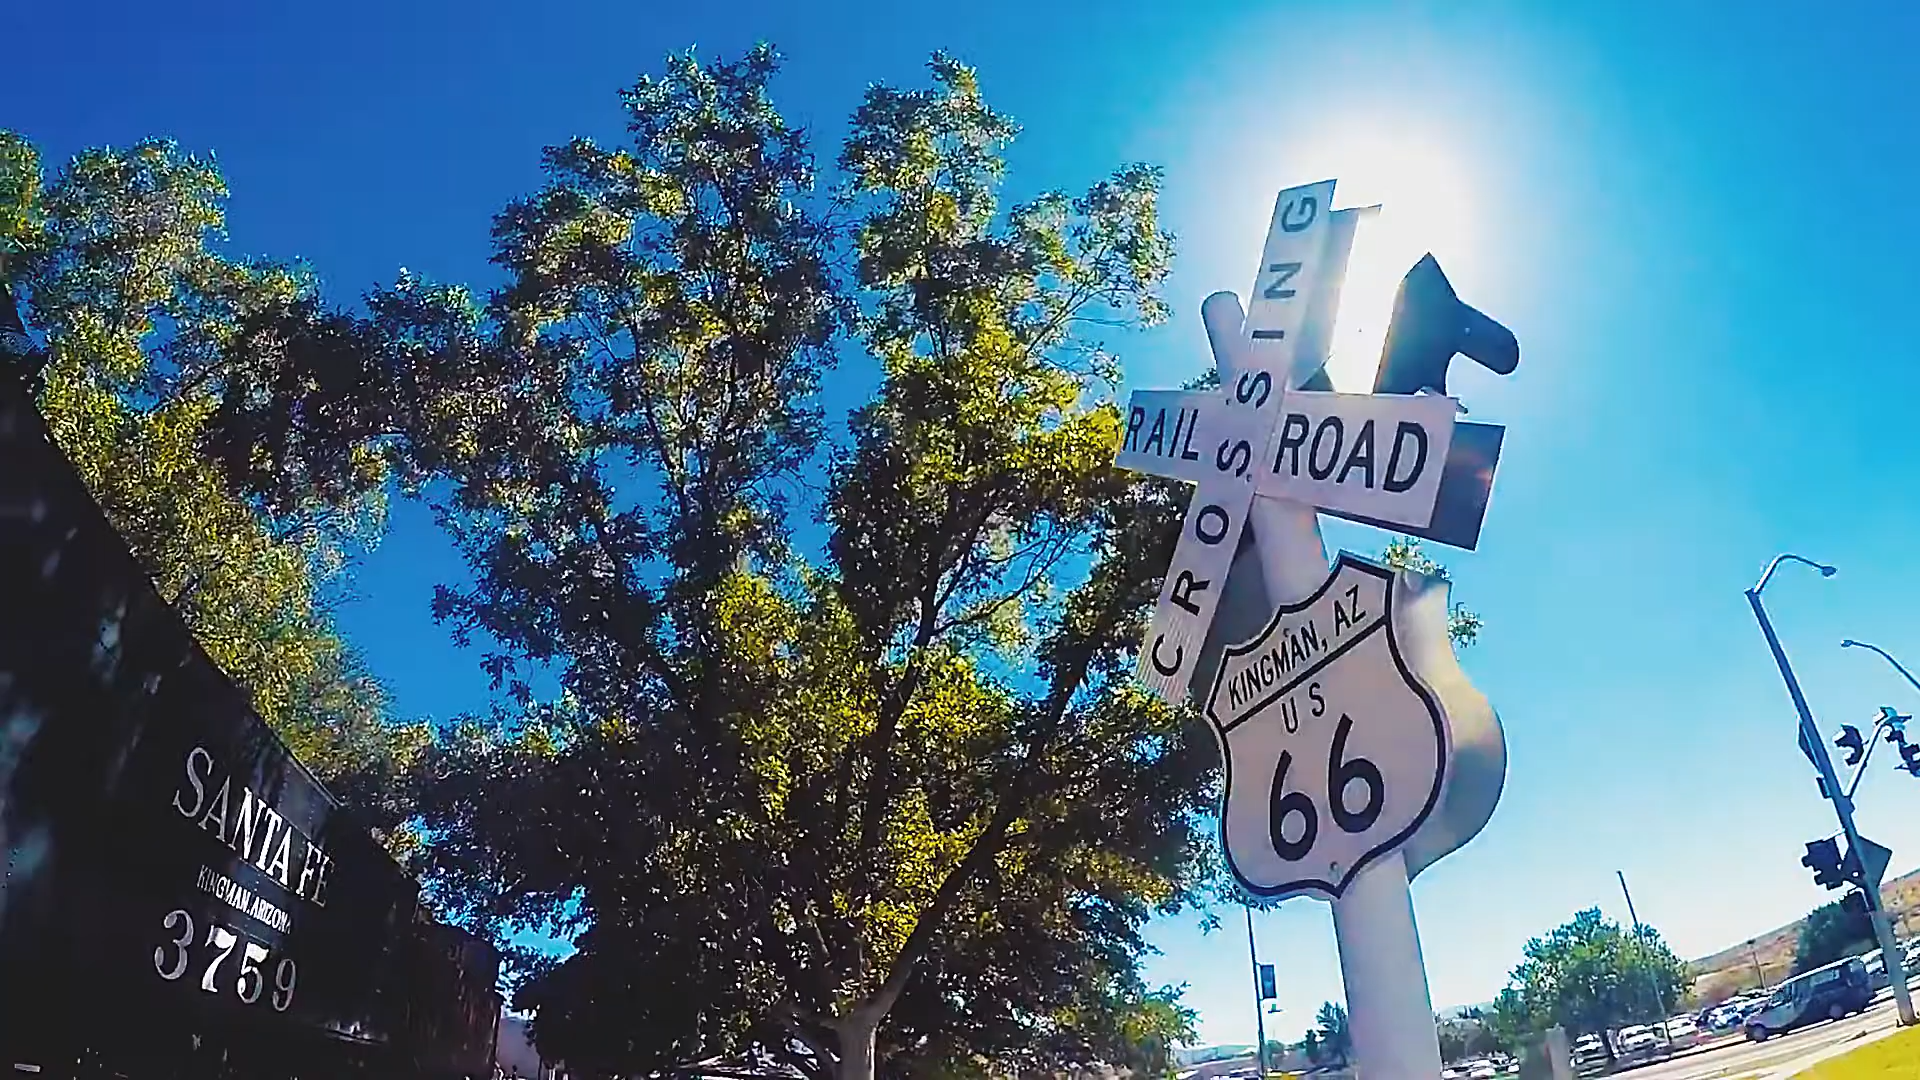 RAIL ROAD
CROSSING
KINGMAN, AZ
US
66
SANTA FE
KINGMAN, ARIZONA
3759